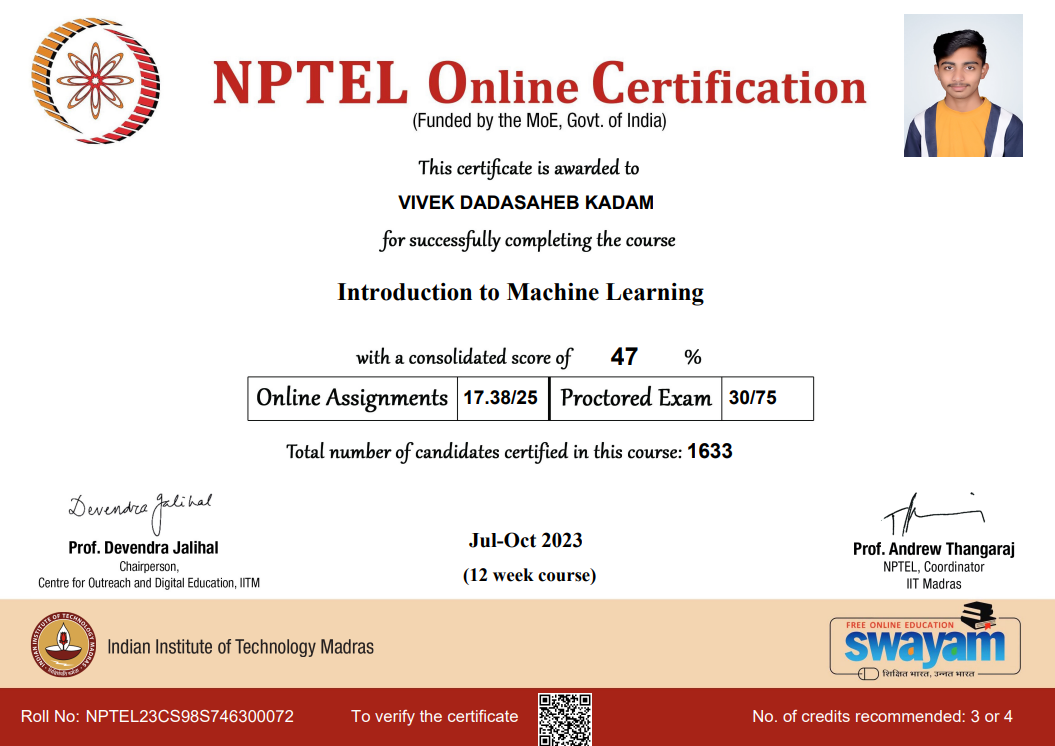 NPTEL Online Certification
(Funded by the MoE, Govt. of India)
This certificate is awarded to
VIVEK DADASAHEB KADAM
for successfully completing the course
Introduction to Machine Learning
with a consolidated score of 47 %
Online Assignments 17.38/25 Proctored Exam 30/75
Total number of candidates certified in this course: 1633
Devendra Jalihal
Prof. Devendra Jalihal
Chairperson,
Centre for Outreach and Digital Education, IITM
Jul-Oct 2023
(12 week course)
Prof. Andrew Thangaraj
NPTEL, Coordinator
IIT Madras
INDIAN INSTITUTE OF TECHNOLOGY MADRAS
Indian Institute of Technology Madras
FREE ONLINE EDUCATION
swayam
शिक्षित भारत, उन्नत भारत
Roll No: NPTEL23CS98S746300072
To verify the certificate
No. of credits recommended: 3 or 4